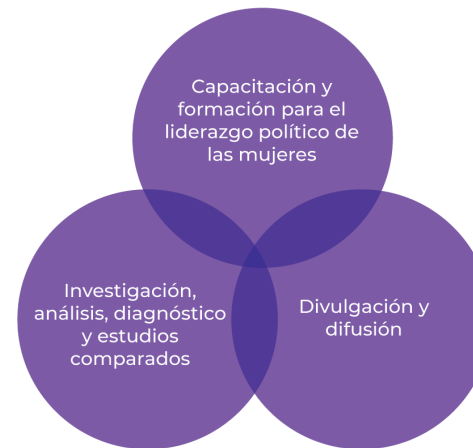 Capacitación y
formación para el
liderazgo político de
las mujeres
Investigación,
análisis, diagnóstico
y estudios
comparados
Divulgación y
difusión